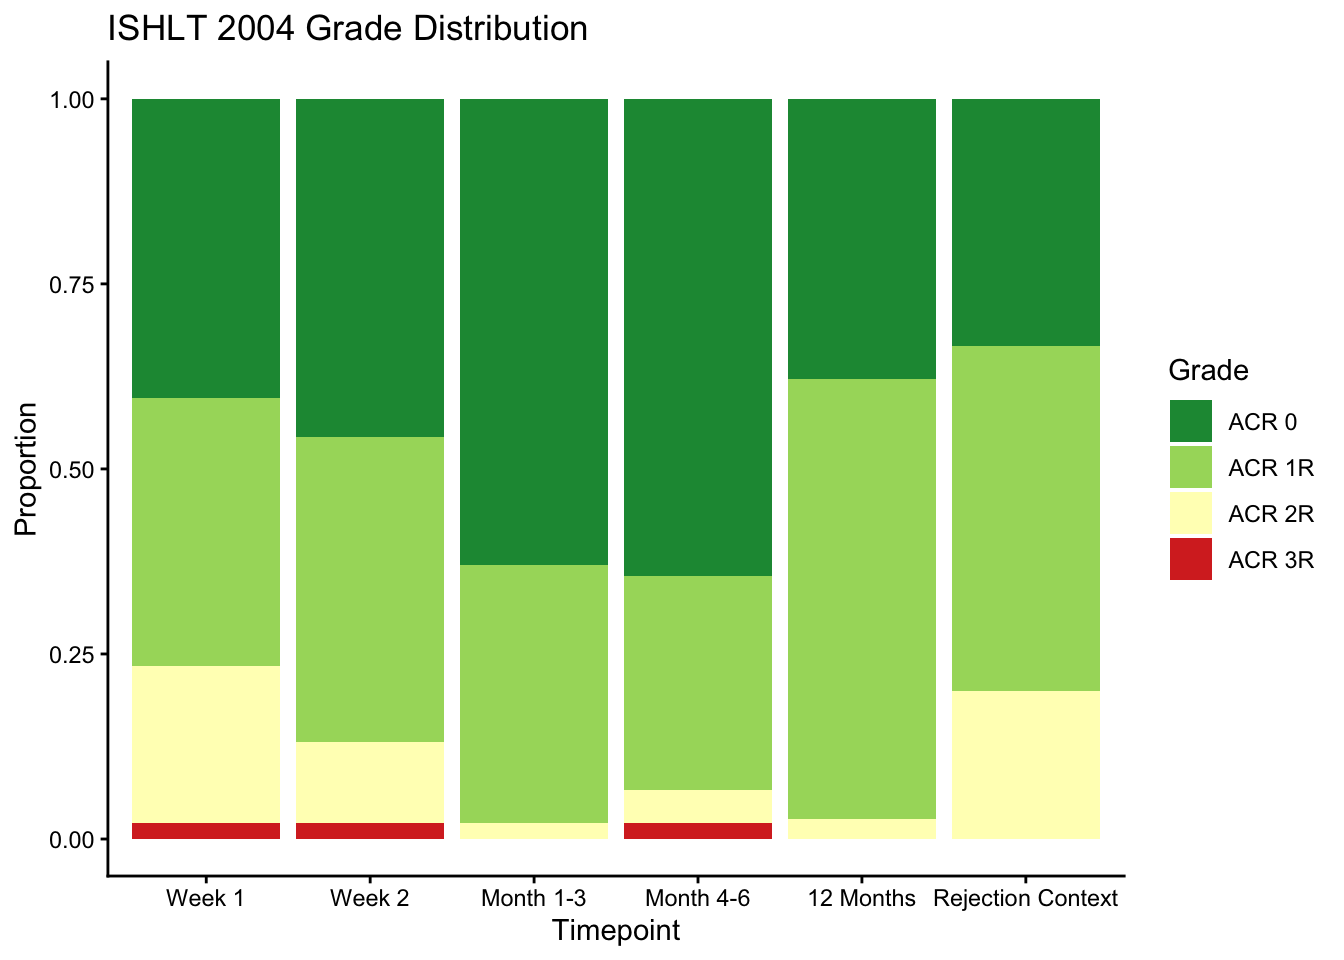 ISHLT 2004 Grade Distribution
1.00
0.75
0.50
0.25
0.00
Proportion
Week 1
Week 2
Month 1-3
Month 4-6
12 Months
Rejection Context
Timepoint
Grade
ACR 0
ACR 1R
ACR 2R
ACR 3R